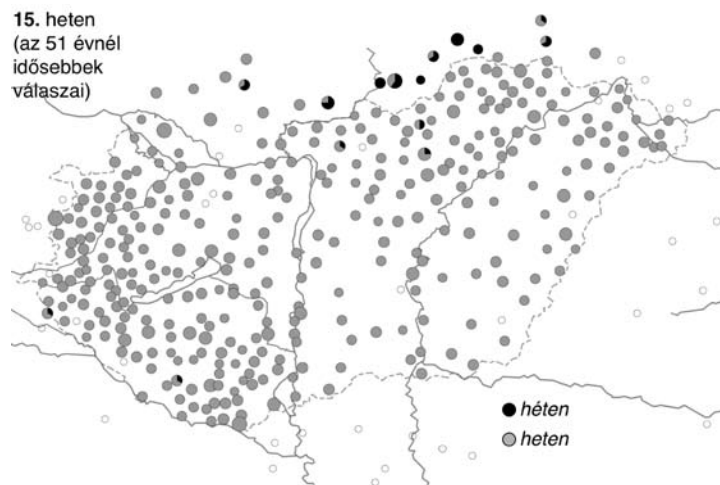 15. heten
(az 51 évnél
idősebbek
válaszai)
héten
heten